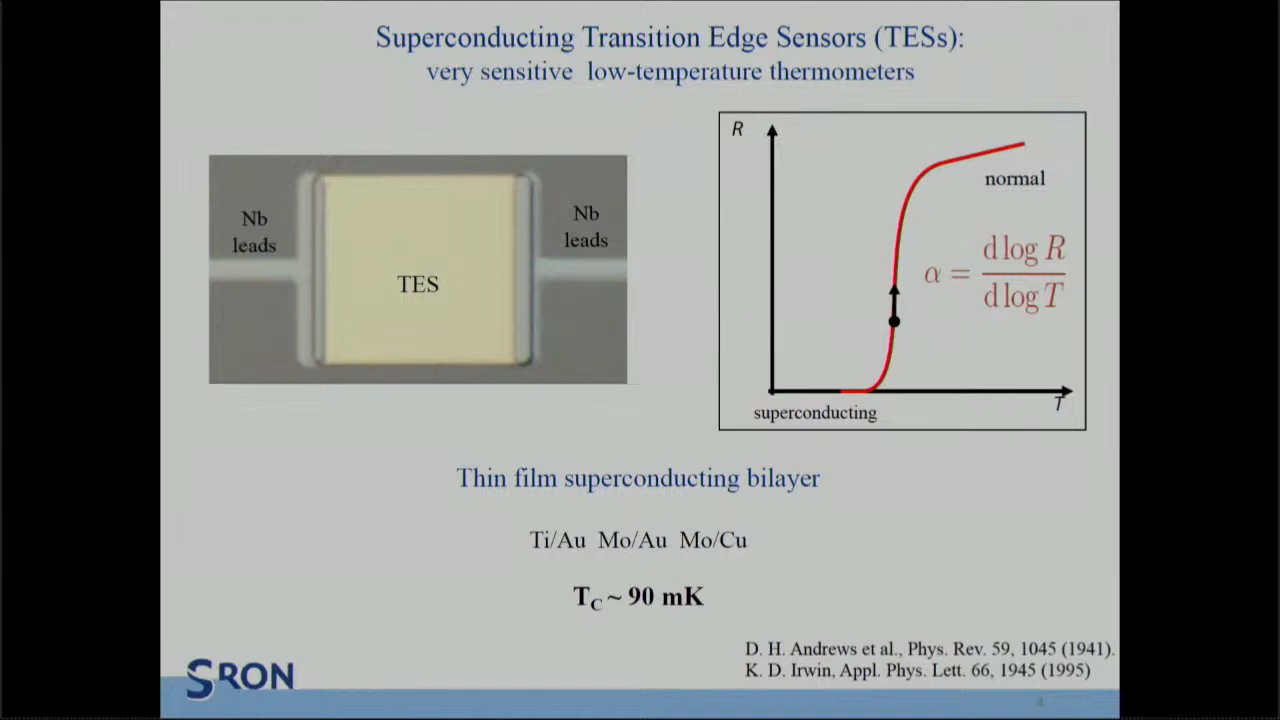 Superconducting Transition Edge Sensors (TESs):
very sensitive low-temperature thermometers
Nb
leads
TES
Nb
leads
R
normal
α = d log R / d log T
T
superconducting
Thin film superconducting bilayer
Ti/Au Mo/Au Mo/Cu
T_C ~ 90 mK
D. H. Andrews et al., Phys. Rev. 59, 1045 (1941).
K. D. Irwin, Appl. Phys. Lett. 66, 1945 (1995)
SRON
4